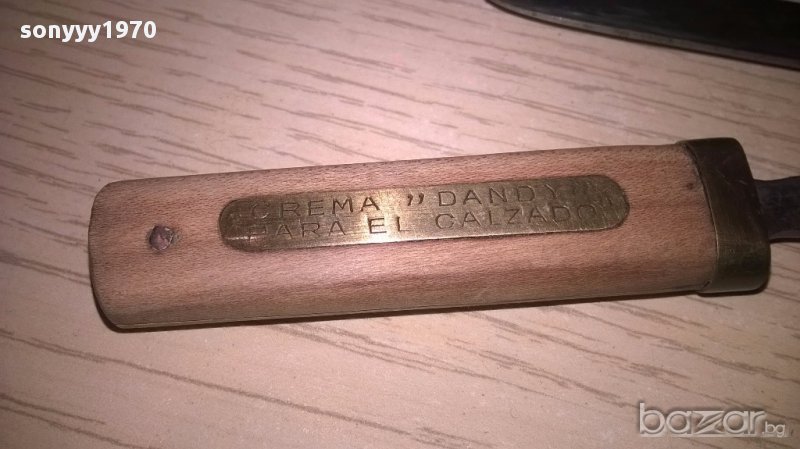 sonyyy1970
CREMA "DANDY"
PARA EL CALZADO
bazar.bg